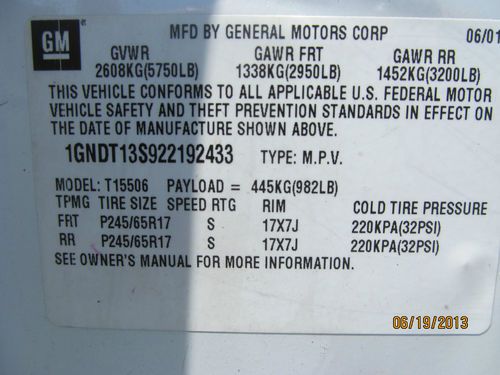 GM
MFD BY GENERAL MOTORS CORP 06/01
GVWR GAWR FRT GAWR RR
2608KG(5750LB) 1338KG(2950LB) 1452KG(3200LB)
THIS VEHICLE CONFORMS TO ALL APPLICABLE U.S. FEDERAL MOTOR
VEHICLE SAFETY AND THEFT PREVENTION STANDARDS IN EFFECT ON
THE DATE OF MANUFACTURE SHOWN ABOVE.
1GNDT13S922192433 TYPE: M.P.V.
MODEL: T15506 PAYLOAD = 445KG(982LB)
TPMG TIRE SIZE SPEED RTG RIM COLD TIRE PRESSURE
FRT P245/65R17 S 17X7J 220KPA(32PSI)
RR P245/65R17 S 17X7J 220KPA(32PSI)
SEE OWNER'S MANUAL FOR MORE INFORMATION.
06/19/2013